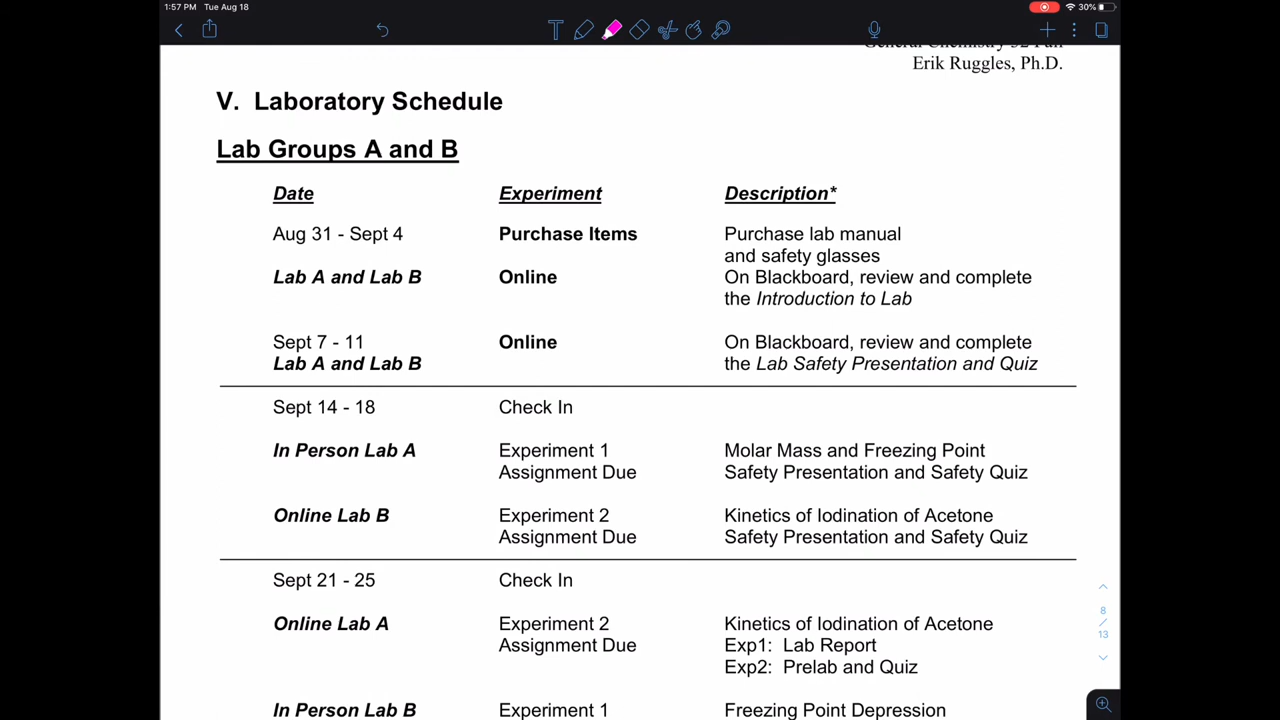 1:57 PM Tue Aug 18 30%
General Chemistry 32 Fall
Erik Ruggles, Ph.D.
V. Laboratory Schedule
Lab Groups A and B
Date Experiment Description*
Aug 31 - Sept 4 Purchase Items Purchase lab manual
and safety glasses
Lab A and Lab B Online On Blackboard, review and complete
the Introduction to Lab
Sept 7 - 11 Online On Blackboard, review and complete
Lab A and Lab B the Lab Safety Presentation and Quiz
Sept 14 - 18 Check In
In Person Lab A Experiment 1 Molar Mass and Freezing Point
Assignment Due Safety Presentation and Safety Quiz
Online Lab B Experiment 2 Kinetics of Iodination of Acetone
Assignment Due Safety Presentation and Safety Quiz
Sept 21 - 25 Check In
Online Lab A Experiment 2 Kinetics of Iodination of Acetone
Assignment Due Exp1: Lab Report
Exp2: Prelab and Quiz
In Person Lab B Experiment 1 Freezing Point Depression
8
/
13